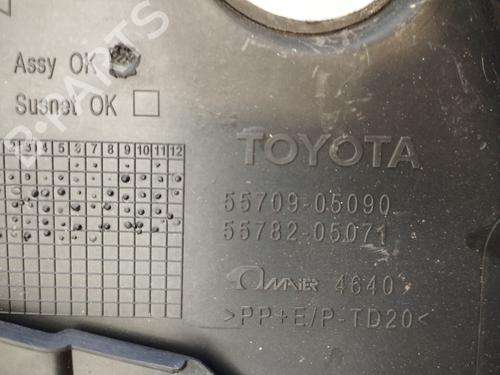 B-PARTS
Assy OK
Susnet OK
2 3 4 5 6 7 8 9 10 11 12
TOYOTA
55709-05090
55782-05071
MAIER 4640
>PP+E/P-TD20<